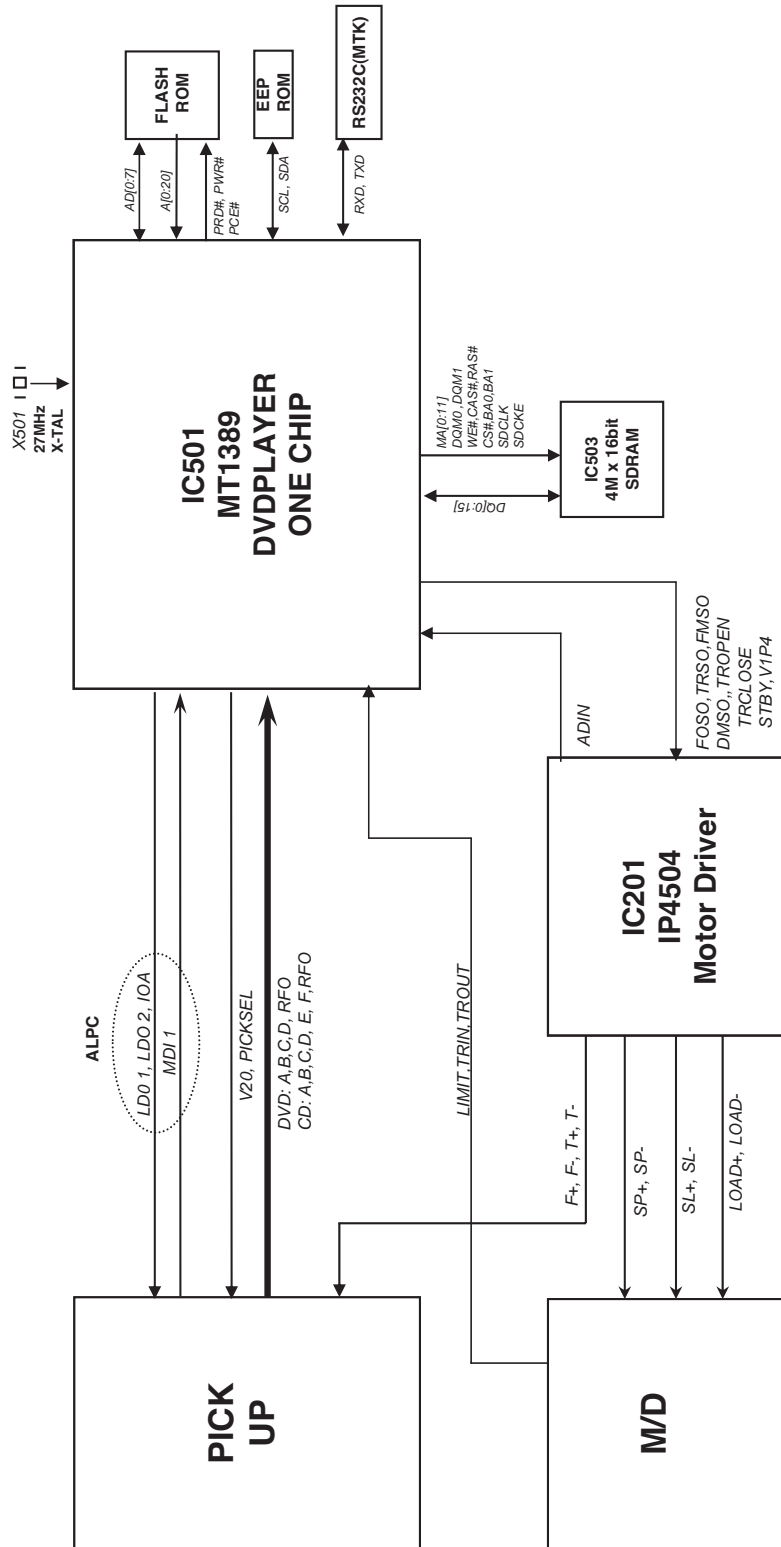 X501
27MHz
X-TAL
FLASH
ROM
AD[0:7]
A[0:20]
PRD#, PWR#
PCE#
EEP
ROM
SCL, SDA
RS232C(MTK)
RXD, TXD
IC501
MT1389
DVDPLAYER
ONE CHIP
MA[0:11]
DQM0 ,DQM1
WE#,CAS#,RAS#
CS#,BA0,BA1
SDCLK
SDCKE
DQ[0:15]
IC503
4M x 16bit
SDRAM
ALPC
LD0 1, LDO 2, IOA
MDI 1
V20, PICKSEL
DVD: A,B,C,D, RFO
CD: A,B,C,D, E, F,RFO
LIMIT,TRIN,TROUT
ADIN
FOSO,TRSO,FMSO
DMSO,,TROPEN
TRCLOSE
STBY,V1P4
IC201
IP4504
Motor Driver
F+, F-, T+, T-
SP+, SP-
SL+, SL-
LOAD+, LOAD-
PICK
UP
M/D